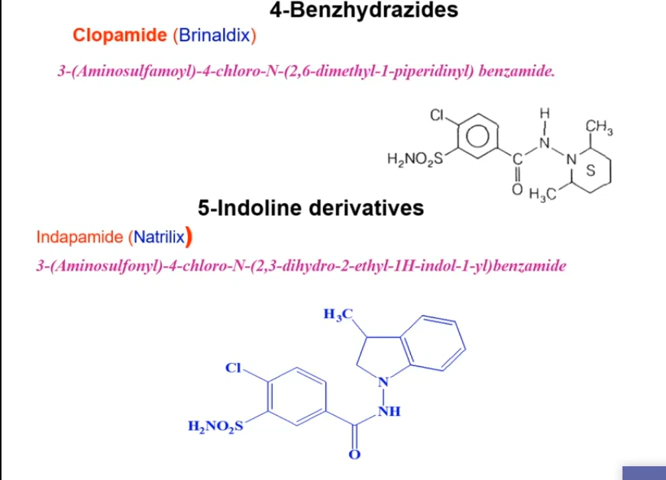 4-Benzhydrazides
Clopamide (Brinaldix)
3-(Aminosulfamoyl)-4-chloro-N-(2,6-dimethyl-1-piperidinyl) benzamide.
Cl
H
CH3
N
H2NO2S
C
N
S
O
H3C
5-Indoline derivatives
Indapamide (Natrilix)
3-(Aminosulfonyl)-4-chloro-N-(2,3-dihydro-2-ethyl-1H-indol-1-yl)benzamide
H3C
Cl
N
NH
H2NO2S
O